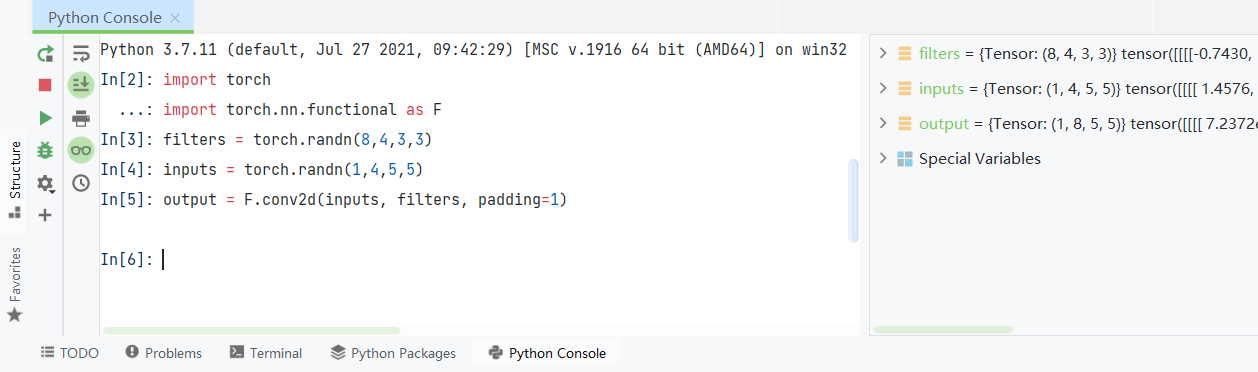 Python Console
Python 3.7.11 (default, Jul 27 2021, 09:42:29) [MSC v.1916 64 bit (AMD64)] on win32
In[2]: import torch
...: import torch.nn.functional as F
In[3]: filters = torch.randn(8,4,3,3)
In[4]: inputs = torch.randn(1,4,5,5)
In[5]: output = F.conv2d(inputs, filters, padding=1)
In[6]:
filters = {Tensor: (8, 4, 3, 3)} tensor([[[[-0.7430,
inputs = {Tensor: (1, 4, 5, 5)} tensor([[[[ 1.4576,
output = {Tensor: (1, 8, 5, 5)} tensor([[[[ 7.2372e
Special Variables
Structure
Favorites
TODO
Problems
Terminal
Python Packages
Python Console